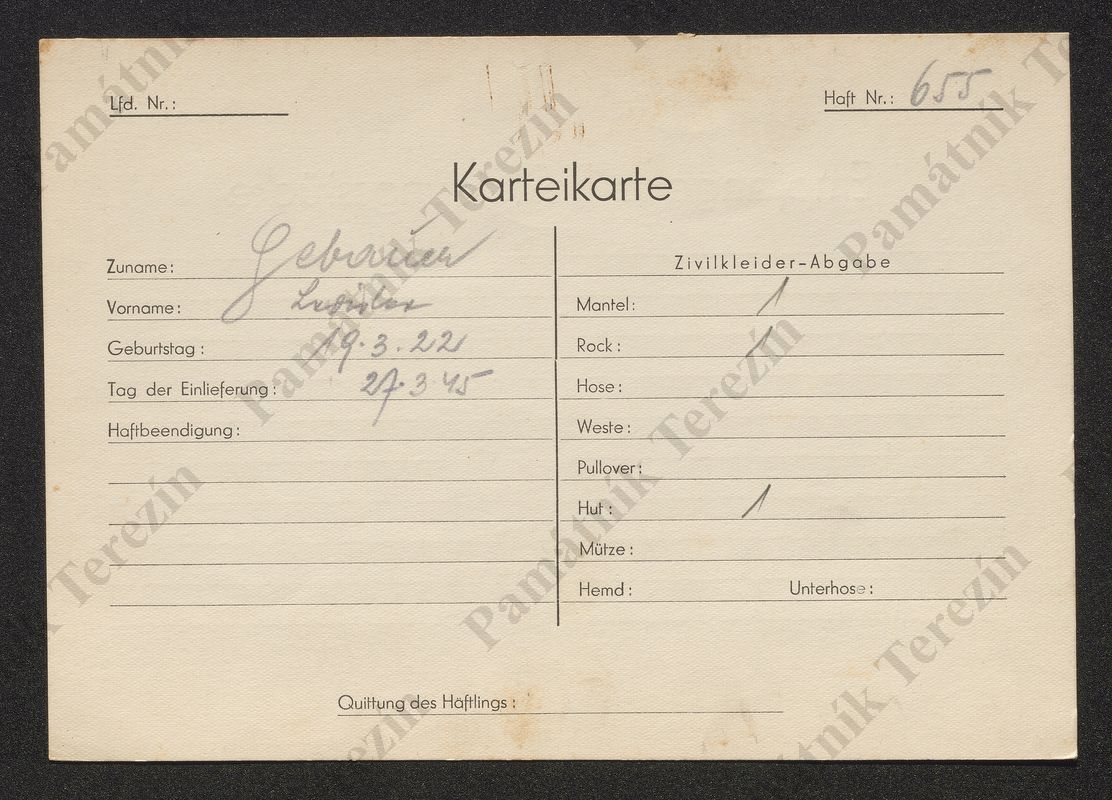 Lfd. Nr.:
Haft Nr.: 655
Karteikarte
Zuname: Gebauer
Vorname:
Geburtstag: 19.3.22
Tag der Einlieferung: 27.3 45
Haftbeendigung:
Zivilkleider-Abgabe
Mantel: 1
Rock: 1
Hose:
Weste:
Pullover:
Hut: 1
Mütze:
Hemd: Unterhose:
Quittung des Häftlings:
Památník Terezín